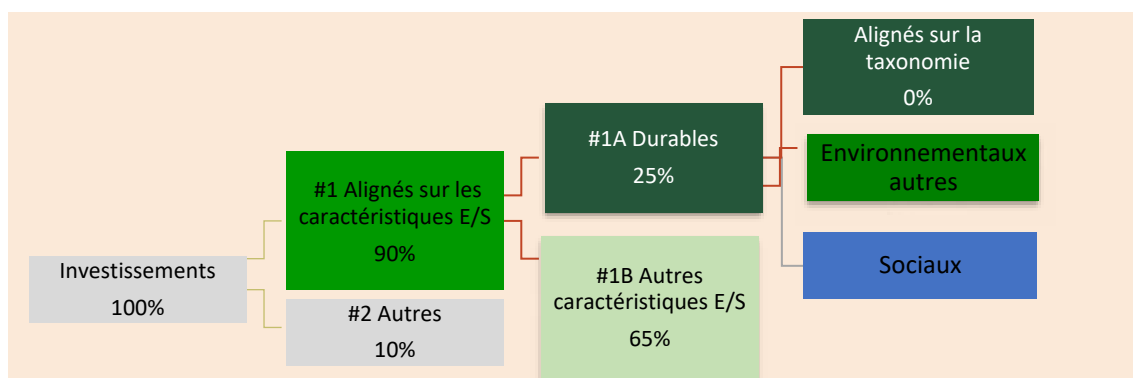 Investissements
100%
#1 Alignés sur les
caractéristiques E/S
90%
#2 Autres
10%
#1A Durables
25%
#1B Autres
caractéristiques E/S
65%
Alignés sur la
taxonomie
0%
Environnementaux
autres
Sociaux